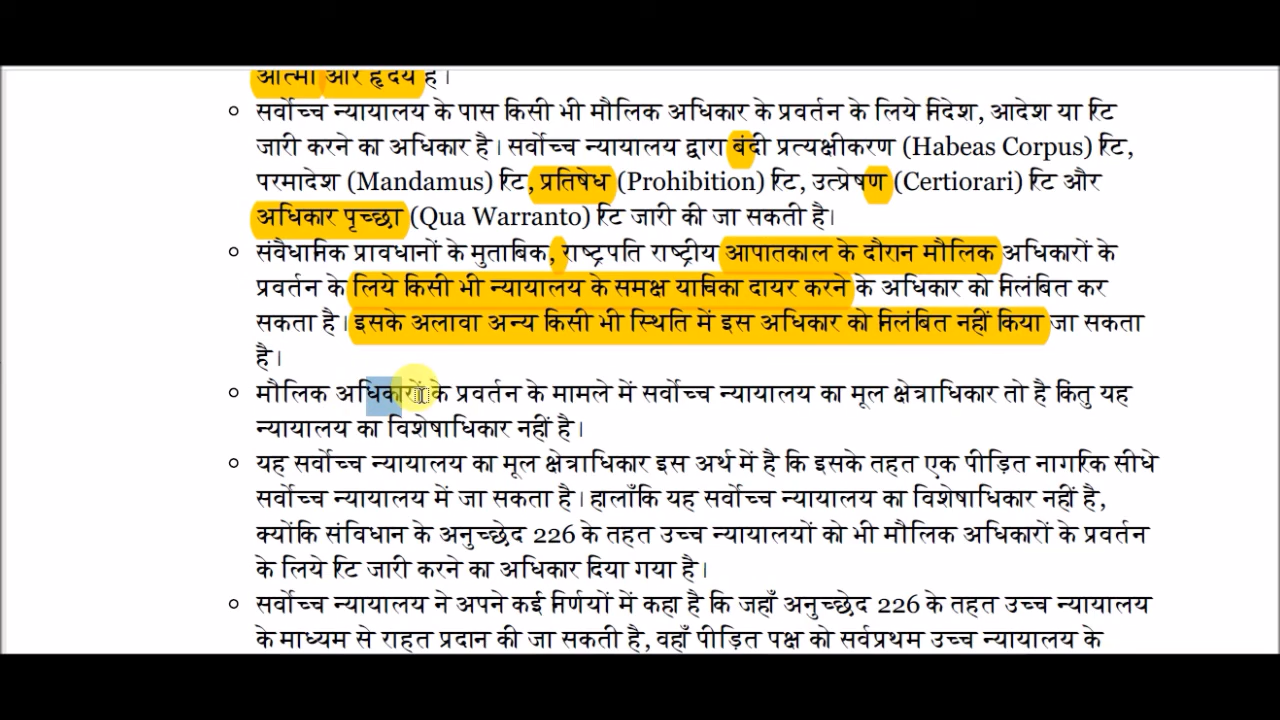 आत्मा और हृदय है।
सर्वोच्च न्यायालय के पास किसी भी मौलिक अधिकार के प्रवर्तन के लिये निदेश, आदेश या रिट
जारी करने का अधिकार है। सर्वोच्च न्यायालय द्वारा बंदी प्रत्यक्षीकरण (Habeas Corpus) रिट,
परमादेश (Mandamus) रिट, प्रतिषेध (Prohibition) रिट, उत्प्रेषण (Certiorari) रिट और
अधिकार पृच्छा (Qua Warranto) रिट जारी की जा सकती है।
संवैधानिक प्रावधानों के मुताबिक, राष्ट्रपति राष्ट्रीय आपातकाल के दौरान मौलिक अधिकारों के
प्रवर्तन के लिये किसी भी न्यायालय के समक्ष याचिका दायर करने के अधिकार को निलंबित कर
सकता है। इसके अलावा अन्य किसी भी स्थिति में इस अधिकार को निलंबित नहीं किया जा सकता
है।
मौलिक अधिकारों के प्रवर्तन के मामले में सर्वोच्च न्यायालय का मूल क्षेत्राधिकार तो है किंतु यह
न्यायालय का विशेषाधिकार नहीं है।
यह सर्वोच्च न्यायालय का मूल क्षेत्राधिकार इस अर्थ में है कि इसके तहत एक पीड़ित नागरिक सीधे
सर्वोच्च न्यायालय में जा सकता है। हालाँकि यह सर्वोच्च न्यायालय का विशेषाधिकार नहीं है,
क्योंकि संविधान के अनुच्छेद 226 के तहत उच्च न्यायालयों को भी मौलिक अधिकारों के प्रवर्तन
के लिये रिट जारी करने का अधिकार दिया गया है।
सर्वोच्च न्यायालय ने अपने कई निर्णयों में कहा है कि जहाँ अनुच्छेद 226 के तहत उच्च न्यायालय
के माध्यम से राहत प्रदान की जा सकती है, वहाँ पीड़ित पक्ष को सर्वप्रथम उच्च न्यायालय के